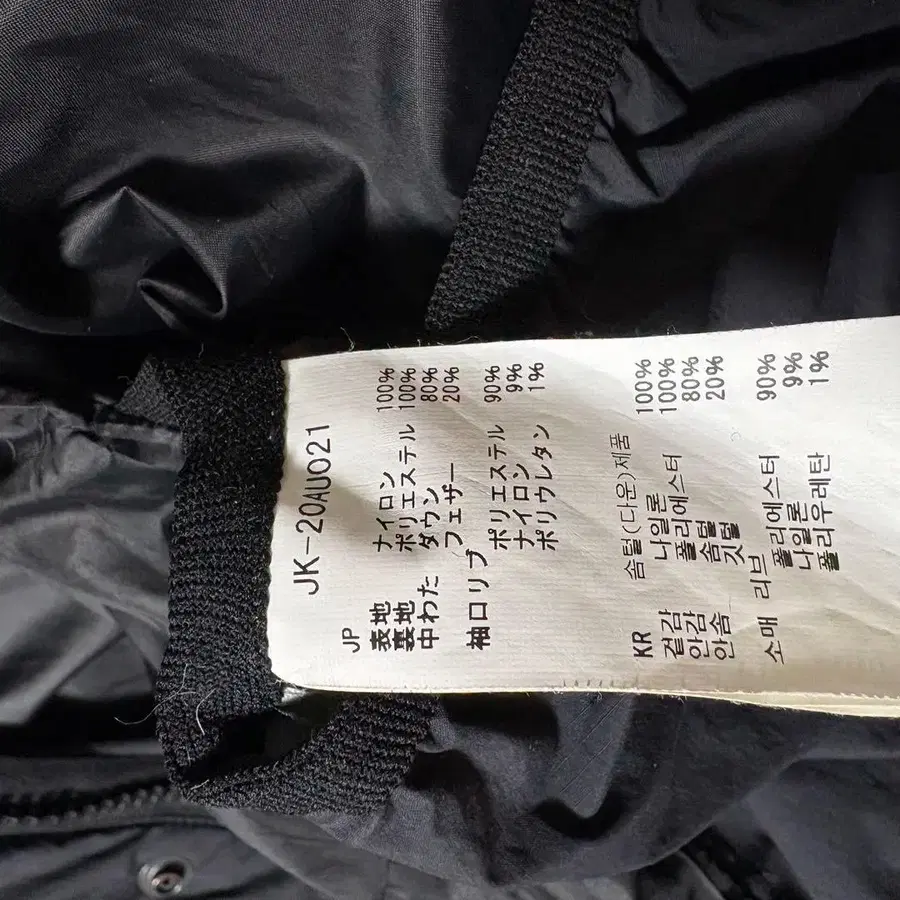 JK-20AU021
JP
表地 ナイロン 100%
裏地 ポリエステル 100%
中わた ダウン 80%
フェザー 20%
袖口リブ ポリエステル 90%
ナイロン 9%
ポリウレタン 1%
솜털(다운)제품
KR
겉감 나일론 100%
안감 폴리에스터 100%
안솜 솜털 80%
깃털 20%
소매 리브 폴리에스터 90%
나일론 9%
폴리우레탄 1%